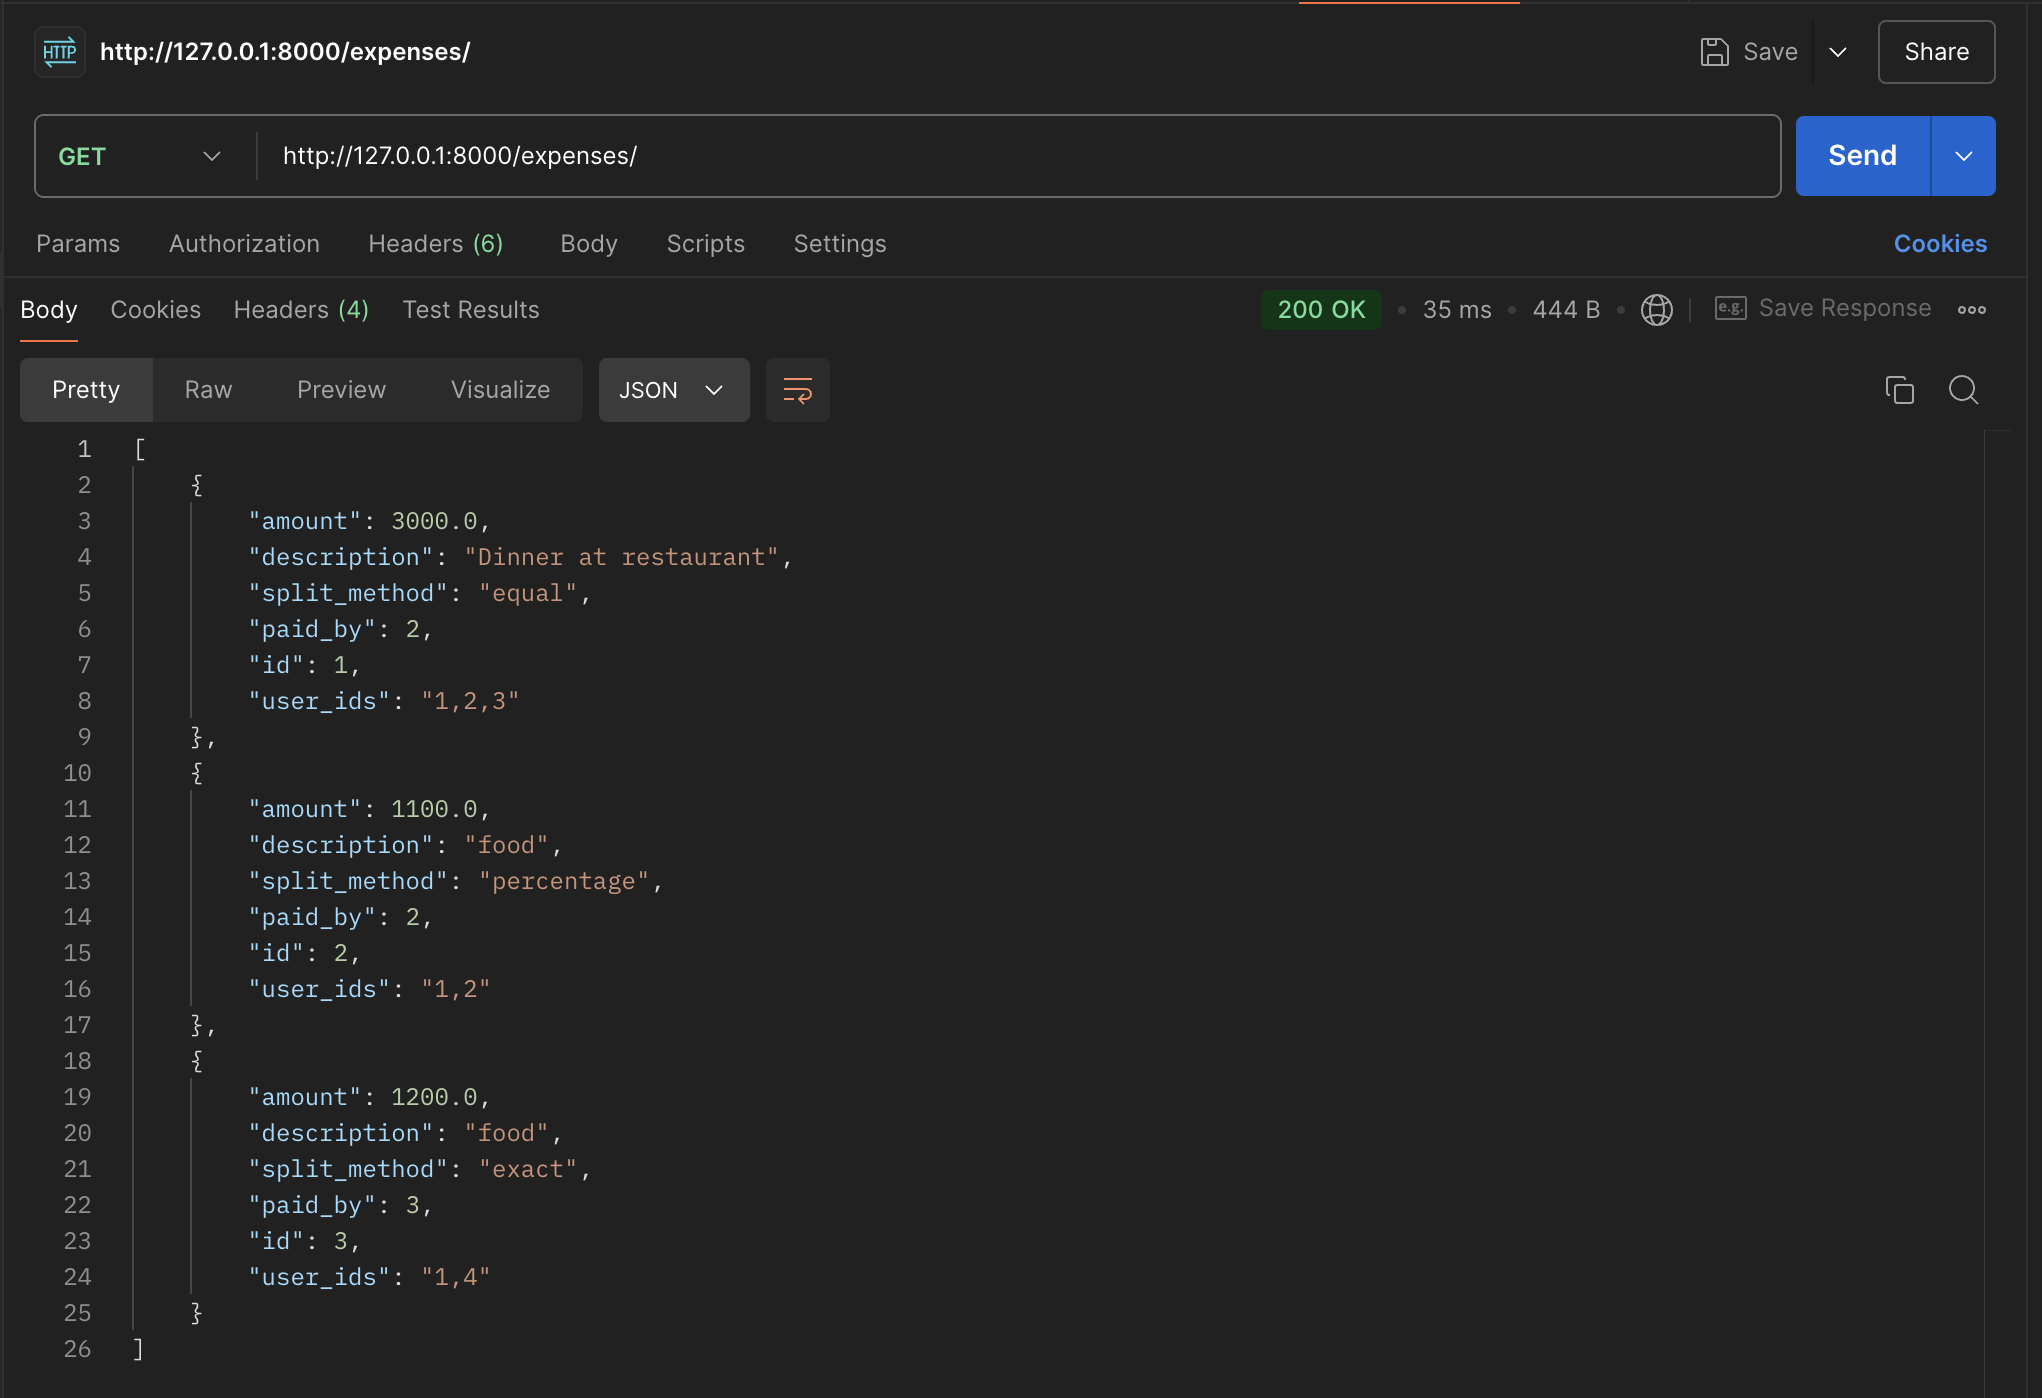 HTTP http://127.0.0.1:8000/expenses/ Save Share
GET http://127.0.0.1:8000/expenses/ Send
Params Authorization Headers (6) Body Scripts Settings Cookies
Body Cookies Headers (4) Test Results 200 OK • 35 ms • 444 B • e.g. Save Response
Pretty Raw Preview Visualize JSON
1 [
2 {
3 "amount": 3000.0,
4 "description": "Dinner at restaurant",
5 "split_method": "equal",
6 "paid_by": 2,
7 "id": 1,
8 "user_ids": "1,2,3"
9 },
10 {
11 "amount": 1100.0,
12 "description": "food",
13 "split_method": "percentage",
14 "paid_by": 2,
15 "id": 2,
16 "user_ids": "1,2"
17 },
18 {
19 "amount": 1200.0,
20 "description": "food",
21 "split_method": "exact",
22 "paid_by": 3,
23 "id": 3,
24 "user_ids": "1,4"
25 }
26 ]